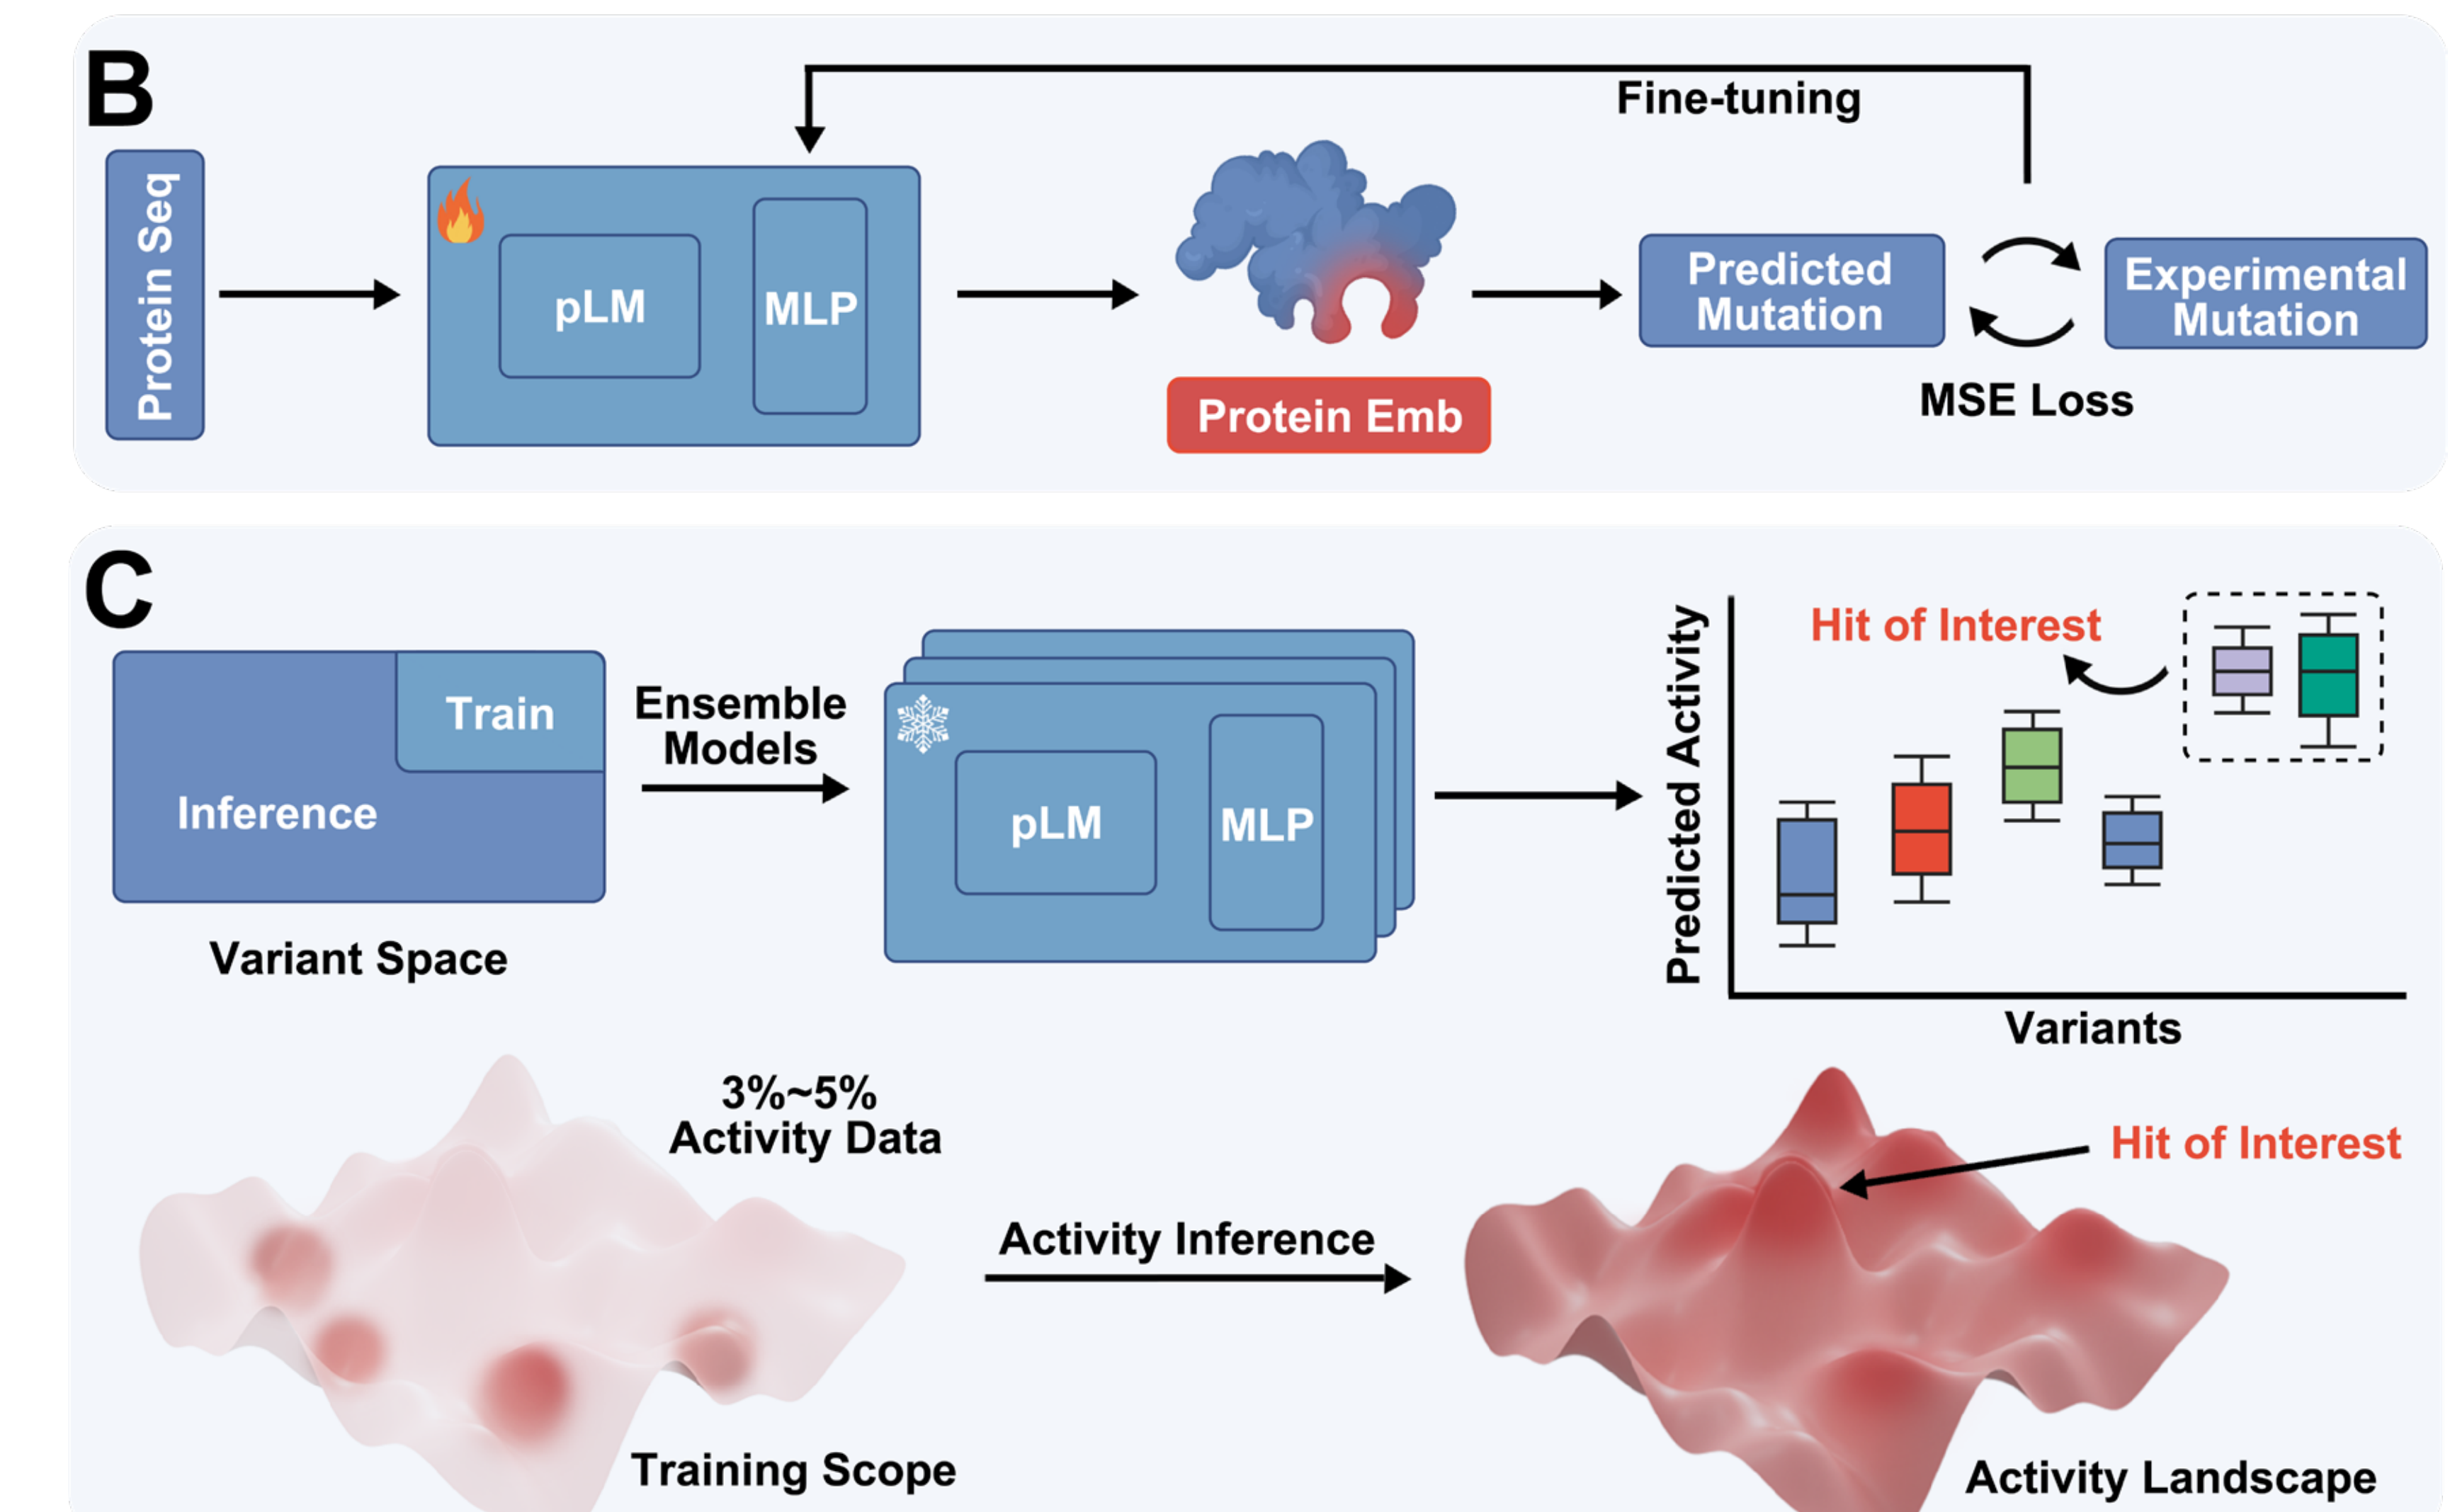 B
Fine-tuning
Protein Seq
pLM
MLP
Protein Emb
Predicted
Mutation
Experimental
Mutation
MSE Loss
C
Train
Inference
Variant Space
Ensemble
Models
pLM
MLP
Predicted Activity
Hit of Interest
Variants
3%~5%
Activity Data
Training Scope
Activity Inference
Hit of Interest
Activity Landscape